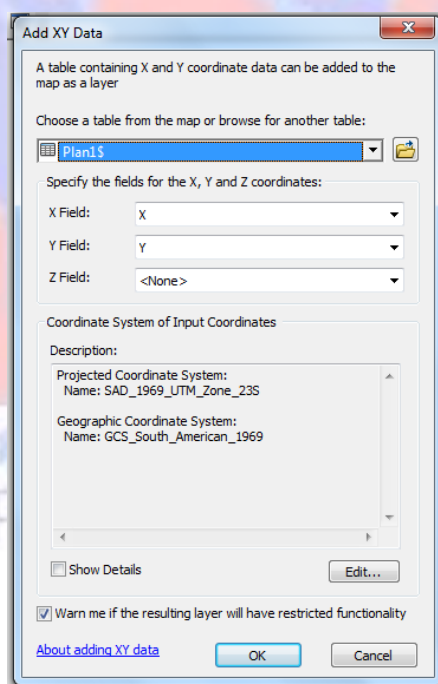 Add XY Data
A table containing X and Y coordinate data can be added to the
map as a layer
Choose a table from the map or browse for another table:
Plan1$
Specify the fields for the X, Y and Z coordinates:
X Field: X
Y Field: Y
Z Field: <None>
Coordinate System of Input Coordinates
Description:
Projected Coordinate System:
Name: SAD_1969_UTM_Zone_23S
Geographic Coordinate System:
Name: GCS_South_American_1969
Show Details Edit...
Warn me if the resulting layer will have restricted functionality
About adding XY data OK Cancel